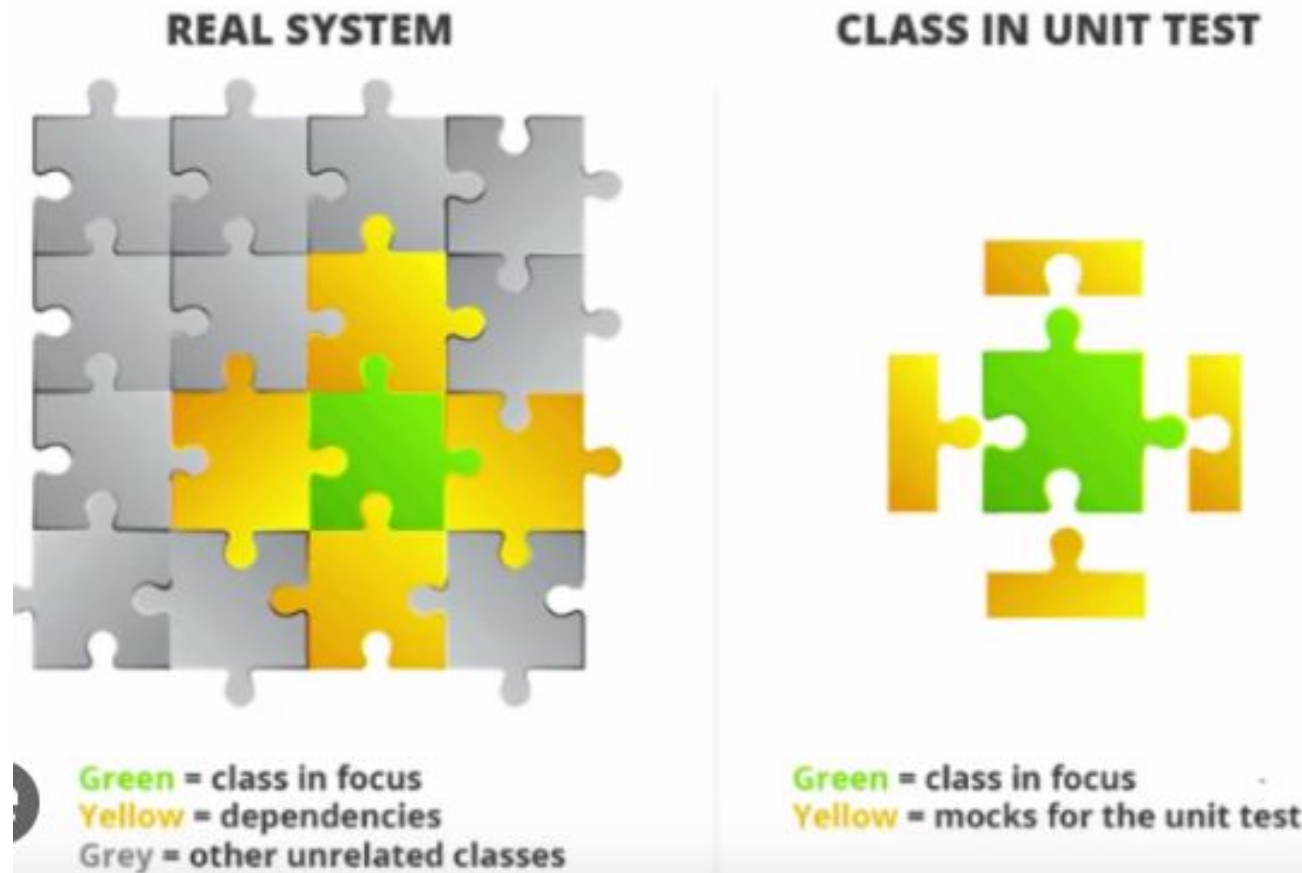 REAL SYSTEM
Green = class in focus
Yellow = dependencies
Grey = other unrelated classes
CLASS IN UNIT TEST
Green = class in focus
Yellow = mocks for the unit test